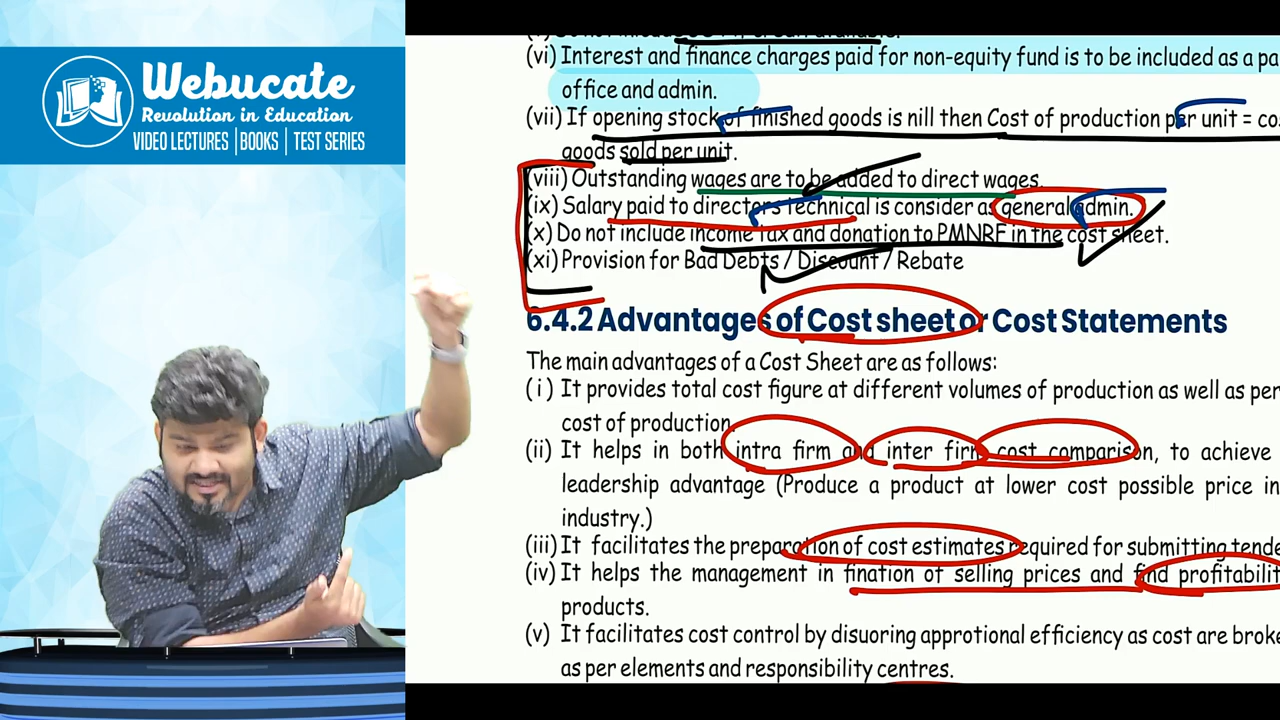 Webucate
Revolution in Education
VIDEO LECTURES | BOOKS | TEST SERIES
(vi) Interest and finance charges paid for non-equity fund is to be included as a pa
office and admin.
(vii) If opening stock of finished goods is nill then Cost of production per unit = co
goods sold per unit.
(viii) Outstanding wages are to be added to direct wages.
(ix) Salary paid to directors technical is consider as general admin.
(x) Do not include income tax and donation to PMNRF in the cost sheet.
(xi) Provision for Bad Debts / Discount / Rebate
6.4.2 Advantages of Cost sheet or Cost Statements
The main advantages of a Cost Sheet are as follows:
(i) It provides total cost figure at different volumes of production as well as per
cost of production.
(ii) It helps in both intra firm and inter firm cost comparison, to achieve
leadership advantage (Produce a product at lower cost possible price in
industry.)
(iii) It facilitates the preparation of cost estimates required for submitting tende
(iv) It helps the management in fination of selling prices and find profitabilit
products.
(v) It facilitates cost control by disuoring approtional efficiency as cost are broke
as per elements and responsibility centres.